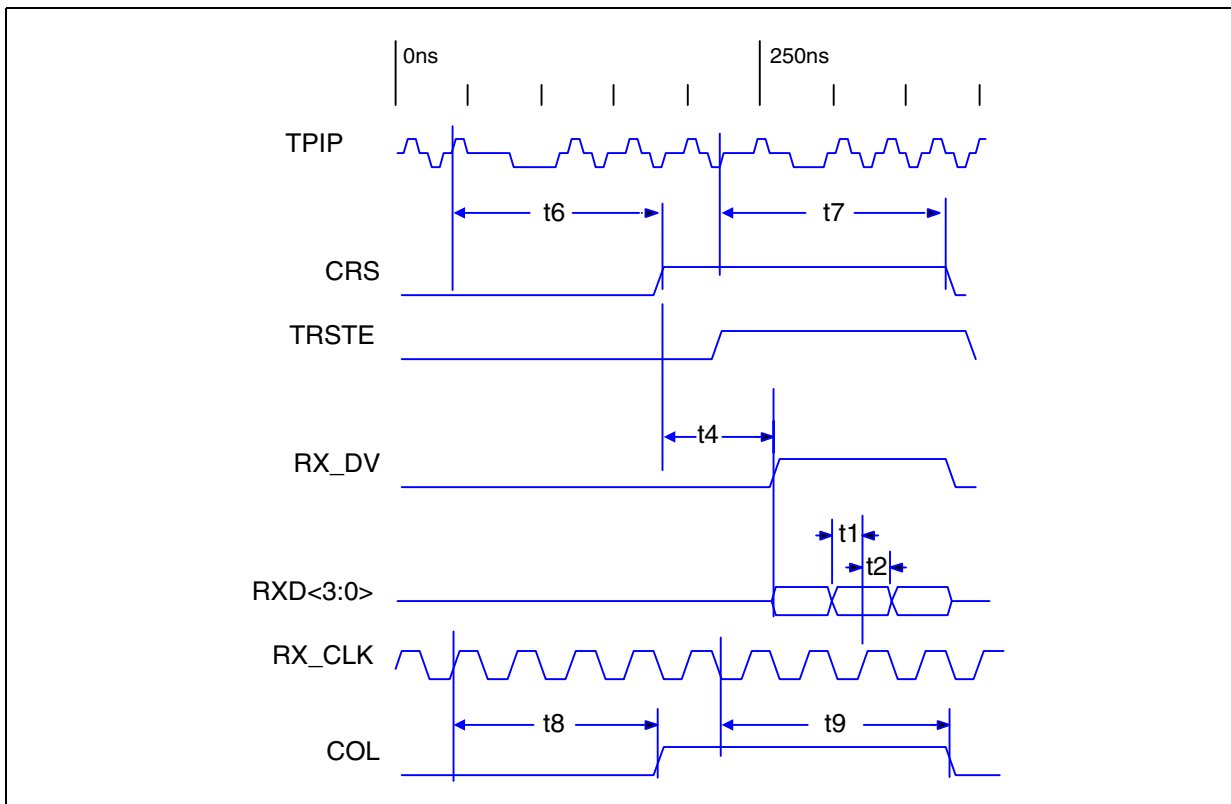 0ns
250ns
TPIP
t6
t7
CRS
TRSTE
t4
RX_DV
t1
t2
RXD<3:0>
RX_CLK
t8
t9
COL